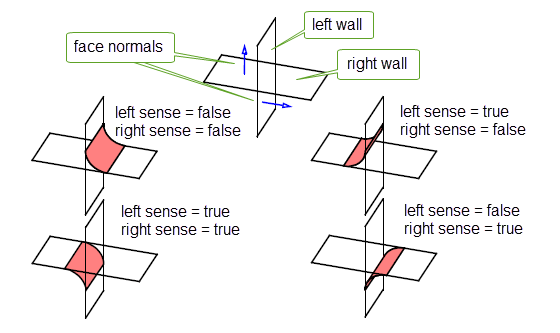 left wall
face normals
right wall
left sense = false
right sense = false
left sense = true
right sense = false
left sense = true
right sense = true
left sense = false
right sense = true